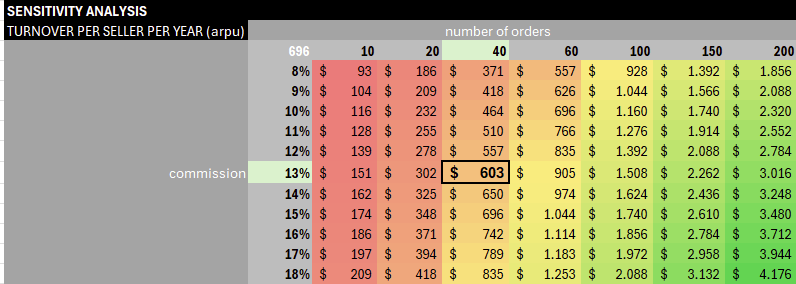 SENSITIVITY ANALYSIS
TURNOVER PER SELLER PER YEAR (arpu) number of orders
696 10 20 40 60 100 150 200
8% $ 93 $ 186 $ 371 $ 557 $ 928 $ 1.392 $ 1.856
9% $ 104 $ 209 $ 418 $ 626 $ 1.044 $ 1.566 $ 2.088
10% $ 116 $ 232 $ 464 $ 696 $ 1.160 $ 1.740 $ 2.320
11% $ 128 $ 255 $ 510 $ 766 $ 1.276 $ 1.914 $ 2.552
12% $ 139 $ 278 $ 557 $ 835 $ 1.392 $ 2.088 $ 2.784
commission 13% $ 151 $ 302 $ 603 $ 905 $ 1.508 $ 2.262 $ 3.016
14% $ 162 $ 325 $ 650 $ 974 $ 1.624 $ 2.436 $ 3.248
15% $ 174 $ 348 $ 696 $ 1.044 $ 1.740 $ 2.610 $ 3.480
16% $ 186 $ 371 $ 742 $ 1.114 $ 1.856 $ 2.784 $ 3.712
17% $ 197 $ 394 $ 789 $ 1.183 $ 1.972 $ 2.958 $ 3.944
18% $ 209 $ 418 $ 835 $ 1.253 $ 2.088 $ 3.132 $ 4.176